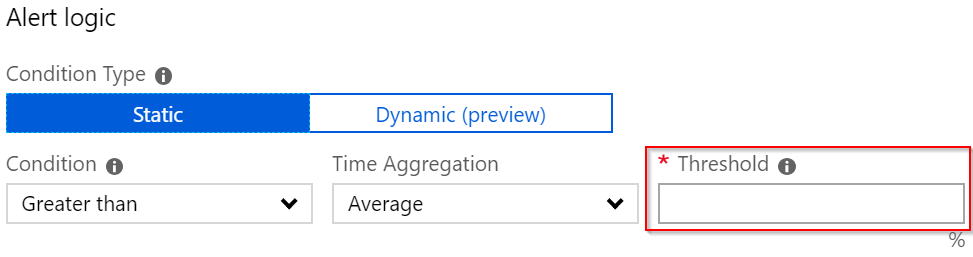 Alert logic
Condition Type
Static Dynamic (preview)
Condition Time Aggregation * Threshold
Greater than Average
%